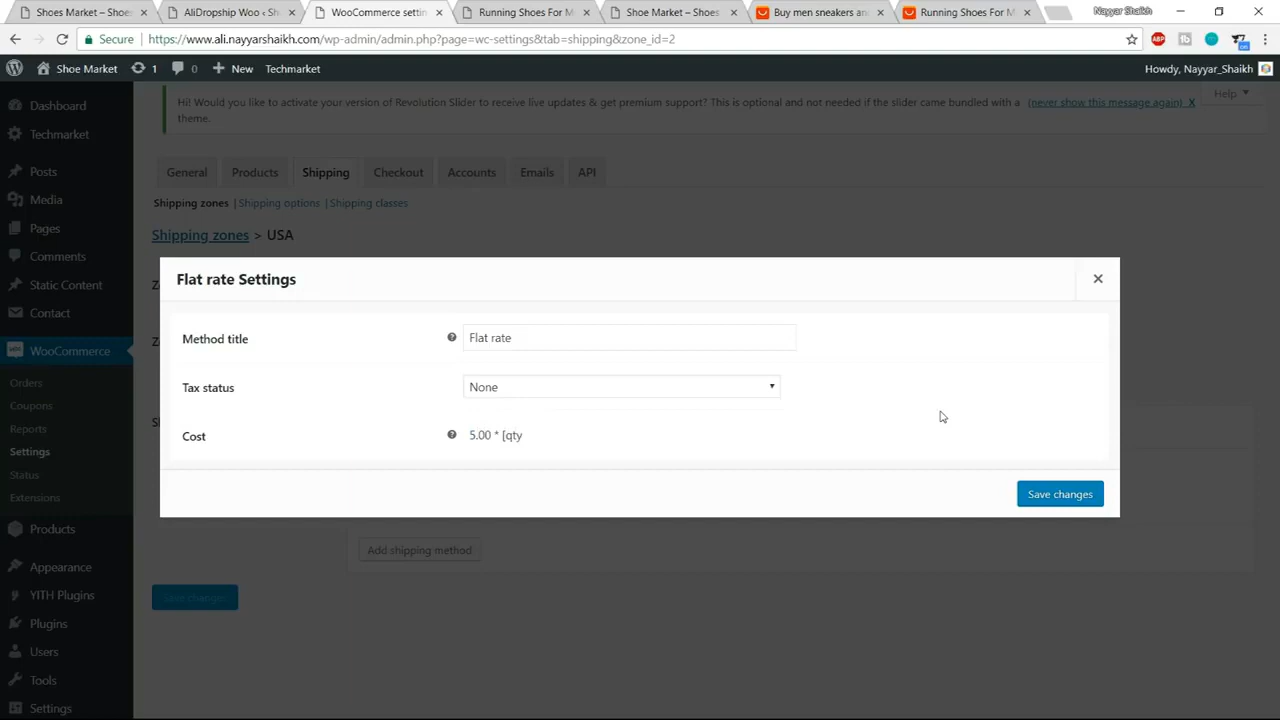 Shoes Market – Shoes
AliDropship Woo ‹ Sh
WooCommerce settin
Running Shoes For M
Shoe Market – Shoes
Buy men sneakers and
Running Shoes For M
Nayyar Shaikh
Secure
https://www.ali.nayyarshaikh.com/wp-admin/admin.php?page=wc-settings&tab=shipping&zone_id=2
ABP
on
Shoe Market
1
0
New
Techmarket
Howdy, Nayyar_Shaikh
Dashboard
Techmarket
Posts
Media
Pages
Comments
Static Content
Contact
WooCommerce
Orders
Coupons
Reports
Settings
Status
Extensions
Products
Appearance
YITH Plugins
Plugins
Users
Tools
Settings
Hi! Would you like to activate your version of Revolution Slider to receive live updates & get premium support? This is optional and not needed if the slider came bundled with a
theme.
(never show this message again) X
Help
General
Products
Shipping
Checkout
Accounts
Emails
API
Shipping zones | Shipping options | Shipping classes
Shipping zones > USA
Flat rate Settings
Method title
Flat rate
Tax status
None
Cost
5.00 * [qty
Save changes
Add shipping method
Save changes